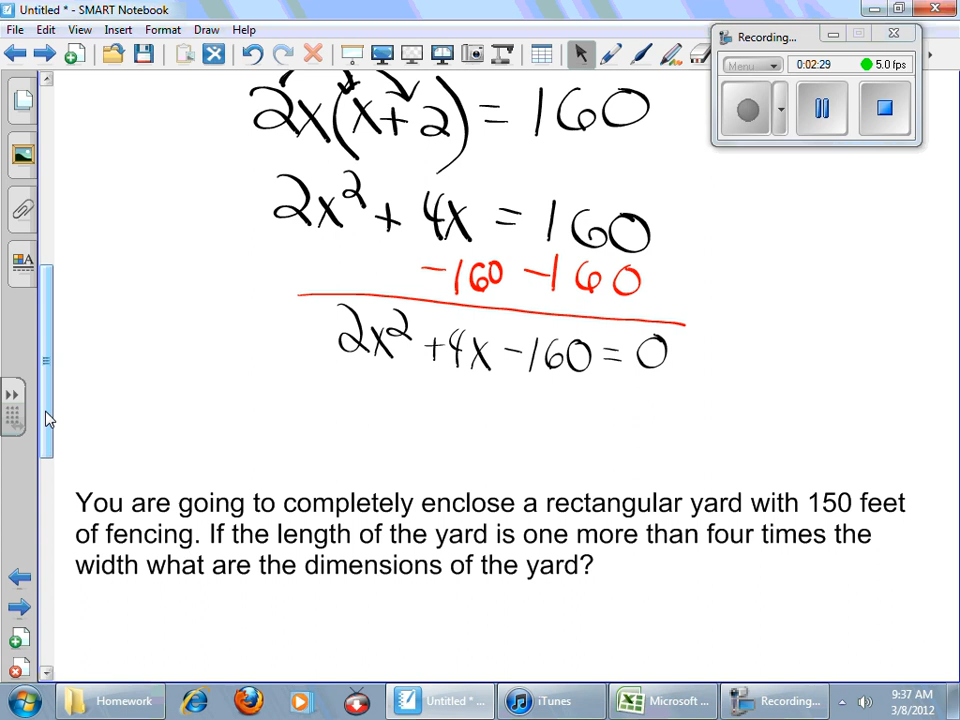 Untitled * - SMART Notebook
File Edit View Insert Format Draw Help
Recording...
Menu 0:02:29 5.0 fps
2x(x+2) = 160
2x² + 4x = 160
-160 -160
2x² +4x -160 = 0
You are going to completely enclose a rectangular yard with 150 feet
of fencing. If the length of the yard is one more than four times the
width what are the dimensions of the yard?
Homework Untitled * ... iTunes Microsoft ... Recording... 9:37 AM
3/8/2012